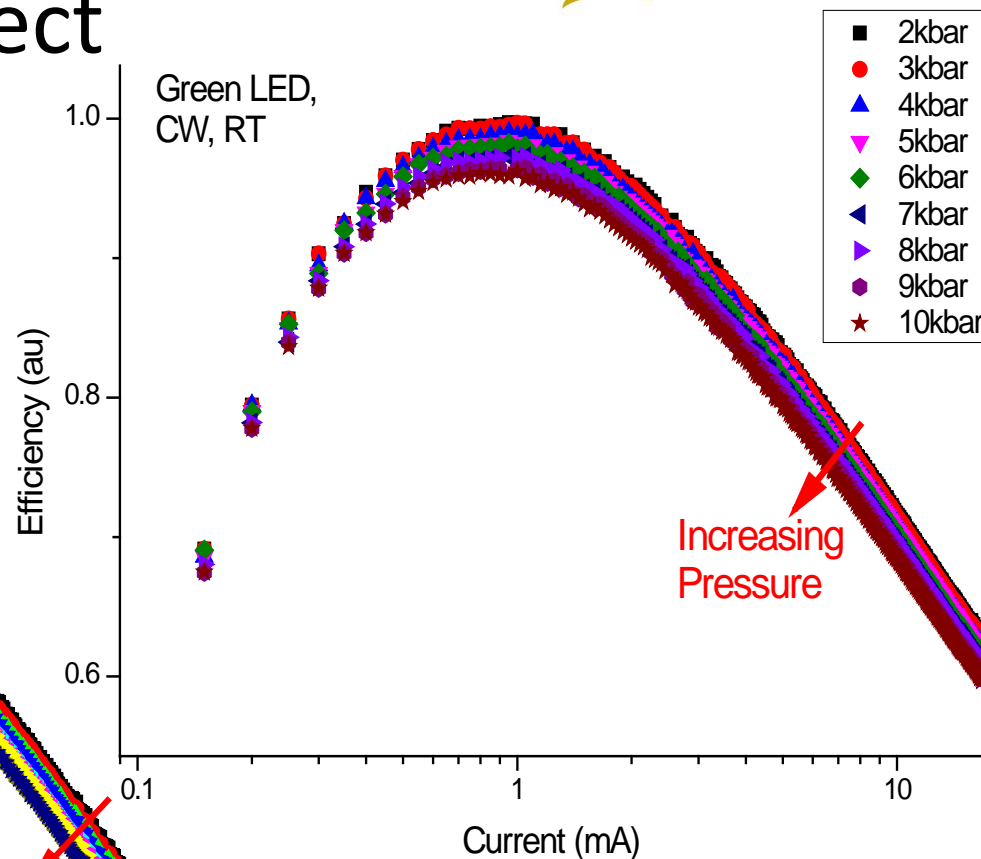 ect
Green LED,
CW, RT
2kbar
3kbar
4kbar
5kbar
6kbar
7kbar
8kbar
9kbar
10kbar
1.0
0.8
0.6
Efficiency (au)
Increasing
Pressure
0.1
1
10
Current (mA)